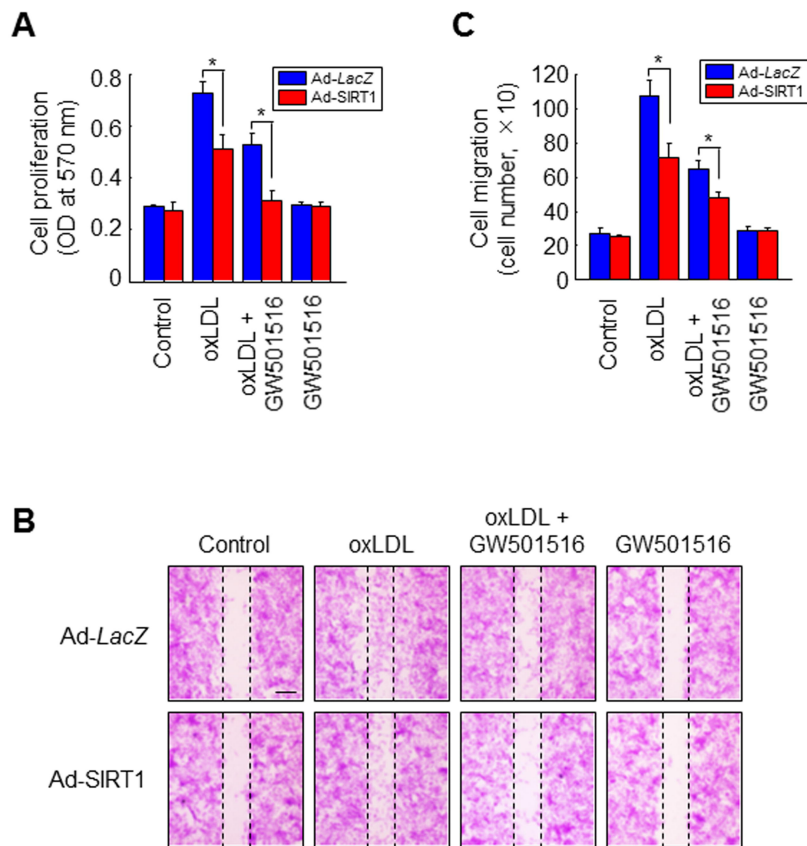 A
Cell proliferation
(OD at 570 nm)
0.8
0.6
0.4
0.2
0
Ad-LacZ
Ad-SIRT1
*
*
Control
oxLDL
oxLDL +
GW501516
GW501516
C
Cell migration
(cell number, ×10)
120
100
80
60
40
20
0
Ad-LacZ
Ad-SIRT1
*
*
Control
oxLDL
oxLDL +
GW501516
GW501516
B
Control
oxLDL
oxLDL +
GW501516
GW501516
Ad-LacZ
Ad-SIRT1